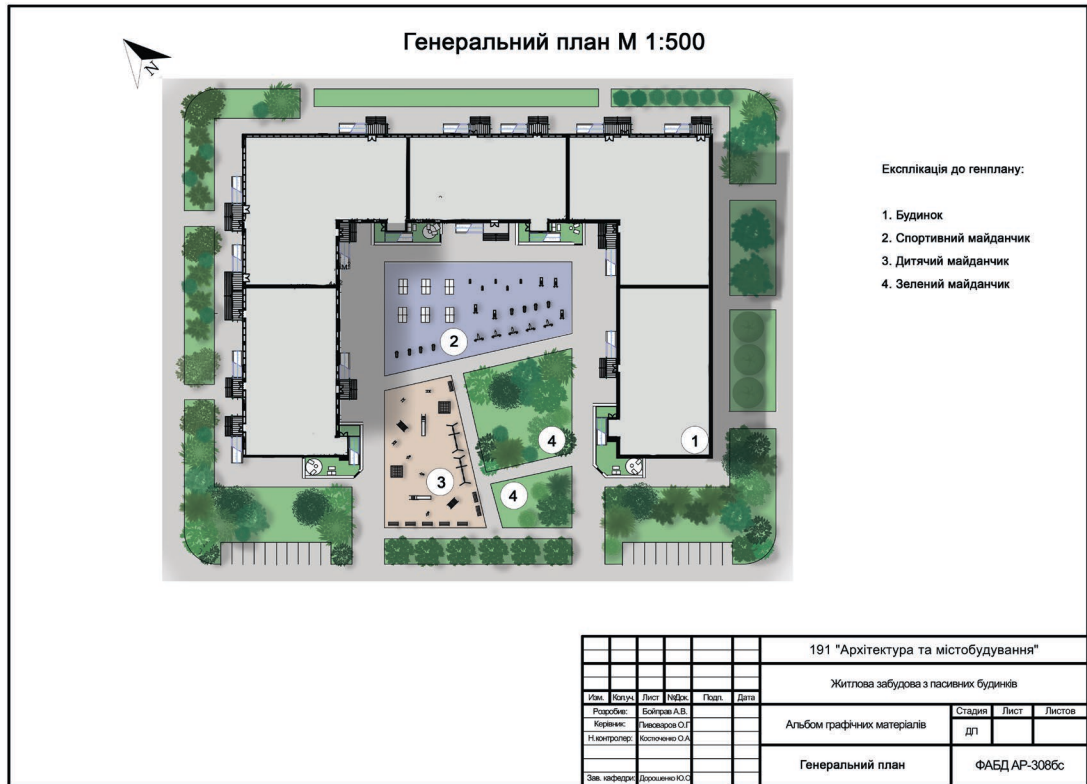 Генеральний план М 1:500
N
Експлікація до генплану:
1. Будинок
2. Спортивний майданчик
3. Дитячий майданчик
4. Зелений майданчик
2
4
1
3
4
191 "Архітектура та містобудування"
Житлова забудова з пасивних будинків
Изм. Кол.уч. Лист №Док. Подп. Дата
Розробив: Бойправ А.В.
Керівник: Пивоваров О.Г
Н.контролер: Костюченко О.А
Зав. кафедри: Дорошенко Ю.О
Альбом графічних матеріалів
Стадия Лист Листов
ДП
Генеральний план
ФАБД АР-308бс